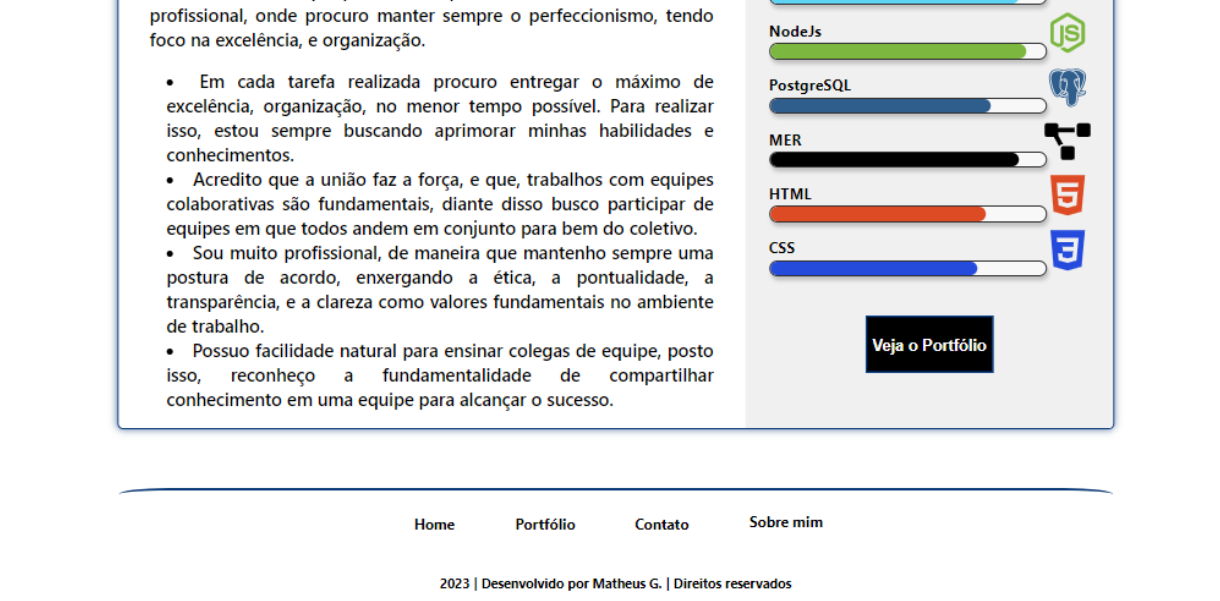 profissional, onde procuro manter sempre o perfeccionismo, tendo
foco na excelência, e organização.
• Em cada tarefa realizada procuro entregar o máximo de
excelência, organização, no menor tempo possível. Para realizar
isso, estou sempre buscando aprimorar minhas habilidades e
conhecimentos.
• Acredito que a união faz a força, e que, trabalhos com equipes
colaborativas são fundamentais, diante disso busco participar de
equipes em que todos andem em conjunto para bem do coletivo.
• Sou muito profissional, de maneira que mantenho sempre uma
postura de acordo, enxergando a ética, a pontualidade, a
transparência, e a clareza como valores fundamentais no ambiente
de trabalho.
• Possuo facilidade natural para ensinar colegas de equipe, posto
isso, reconheço a fundamentalidade de compartilhar
conhecimento em uma equipe para alcançar o sucesso.
NodeJs
JS
PostgreSQL
MER
HTML
5
CSS
3
Veja o Portfólio
Home Portfólio Contato Sobre mim
2023 | Desenvolvido por Matheus G. | Direitos reservados